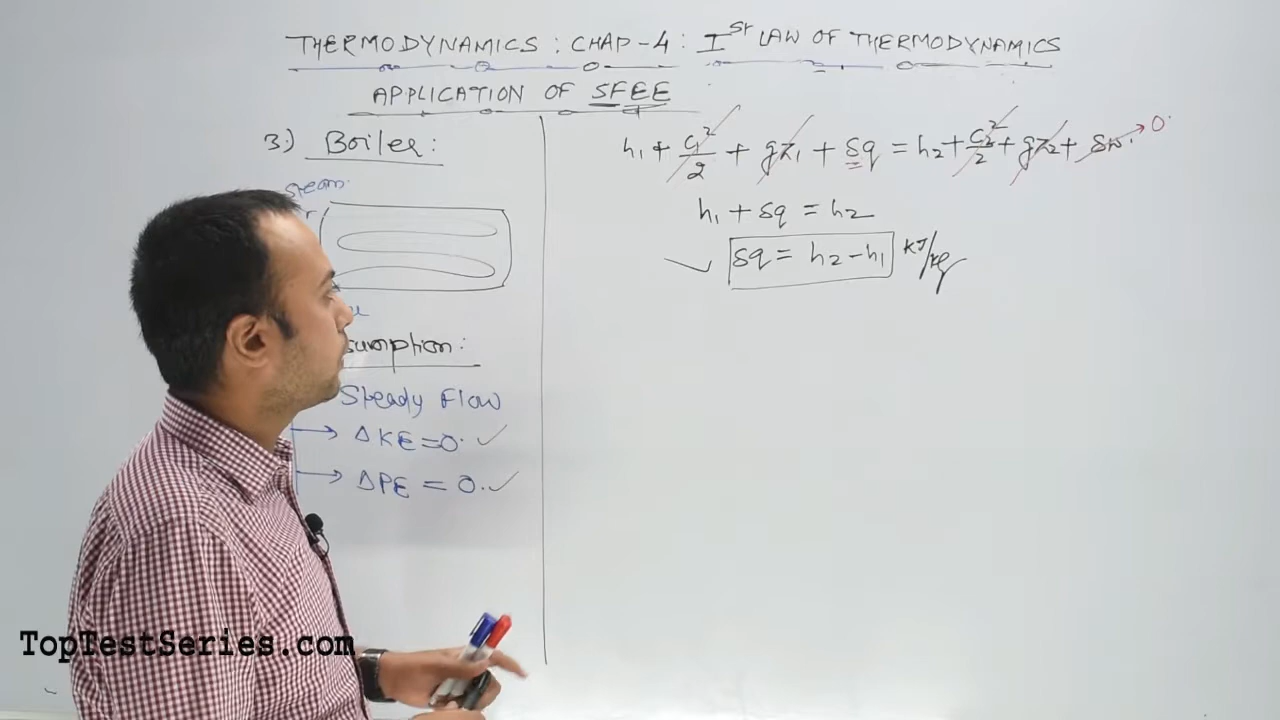 THERMODYNAMICS : CHAP-4 : Iˢᵗ LAW OF THERMODYNAMICS
APPLICATION OF SFEE
3.) Boiler:
steam.
sumption:
Steady Flow
→ ΔKE=0. ✓
→ ΔPE = 0. ✓
h₁ + c₁²/2 + gz₁ + δq = h₂ + c₂²/2 + gz₂ + δw. → 0.
h₁ + δq = h₂
✓ δq = h₂ - h₁ KJ/kg
TopTestSeries.com